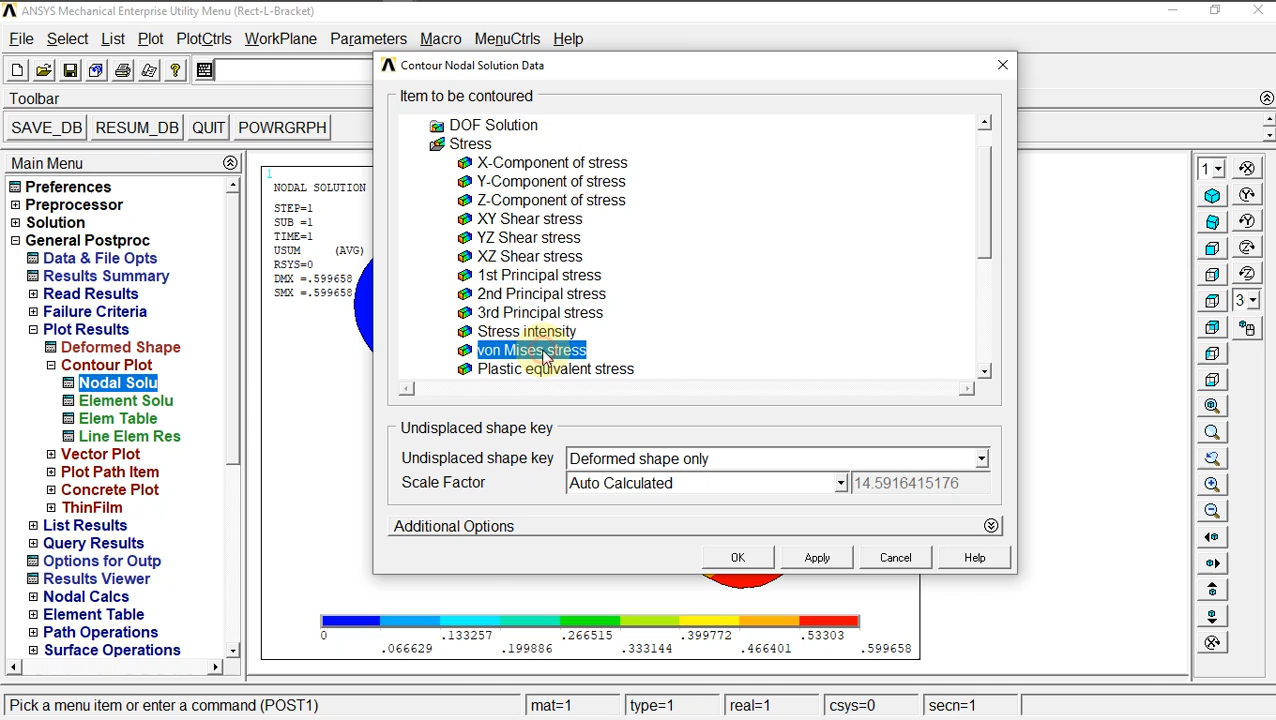 ANSYS Mechanical Enterprise Utility Menu (Rect-L-Bracket)
File Select List Plot PlotCtrls WorkPlane Parameters Macro MenuCtrls Help
Toolbar
SAVE_DB RESUM_DB QUIT POWRGRPH
Main Menu
Preferences
Preprocessor
Solution
General Postproc
Data & File Opts
Results Summary
Read Results
Failure Criteria
Plot Results
Deformed Shape
Contour Plot
Nodal Solu
Element Solu
Elem Table
Line Elem Res
Vector Plot
Plot Path Item
Concrete Plot
ThinFilm
List Results
Query Results
Options for Outp
Results Viewer
Nodal Calcs
Element Table
Path Operations
Surface Operations
1
NODAL SOLUTION
STEP=1
SUB =1
TIME=1
USUM (AVG)
RSYS=0
DMX =.599658
SMX =.599658
Contour Nodal Solution Data
Item to be contoured
DOF Solution
Stress
X-Component of stress
Y-Component of stress
Z-Component of stress
XY Shear stress
YZ Shear stress
XZ Shear stress
1st Principal stress
2nd Principal stress
3rd Principal stress
Stress intensity
von Mises stress
Plastic equivalent stress
Undisplaced shape key
Undisplaced shape key Deformed shape only
Scale Factor Auto Calculated 14.5916415176
Additional Options
OK Apply Cancel Help
0 .133257 .266515 .399772 .53303
.066629 .199886 .333144 .466401 .599658
1
3
Pick a menu item or enter a command (POST1) mat=1 type=1 real=1 csys=0 secn=1